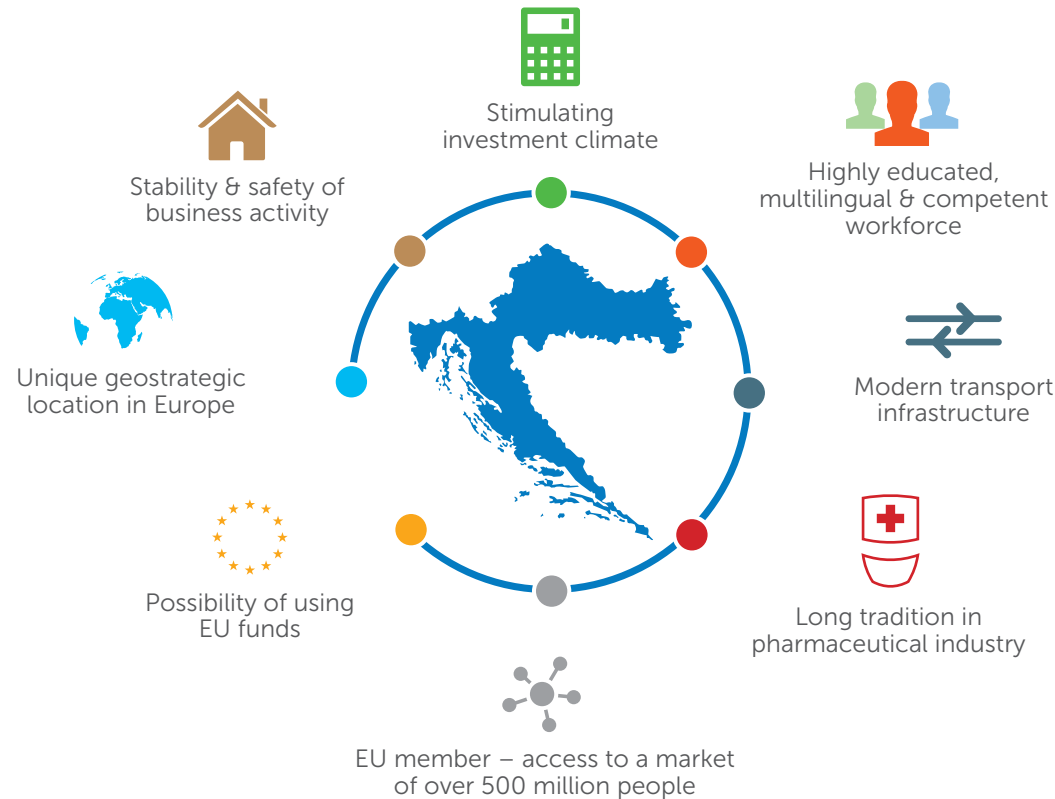 Stimulating
investment climate
Highly educated,
multilingual & competent
workforce
Modern transport
infrastructure
Long tradition in
pharmaceutical industry
EU member – access to a market
of over 500 million people
Possibility of using
EU funds
Unique geostrategic
location in Europe
Stability & safety of
business activity